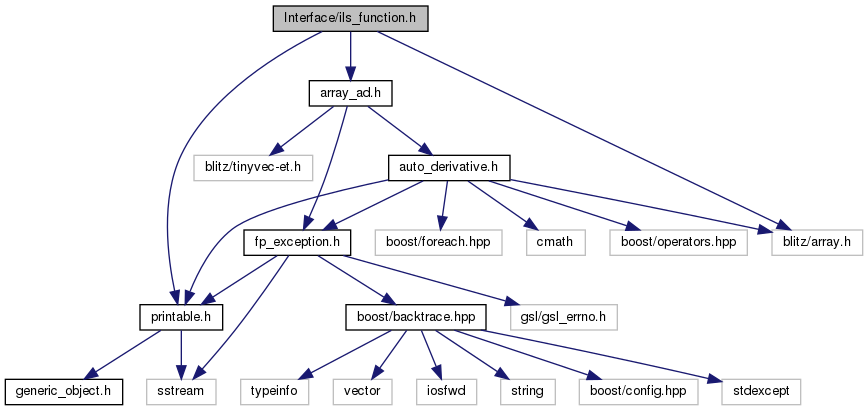 Interface/ils_function.h
array_ad.h
blitz/tinyvec-et.h
auto_derivative.h
fp_exception.h
boost/foreach.hpp
cmath
boost/operators.hpp
blitz/array.h
printable.h
boost/backtrace.hpp
gsl/gsl_errno.h
generic_object.h
sstream
typeinfo
vector
iosfwd
string
boost/config.hpp
stdexcept